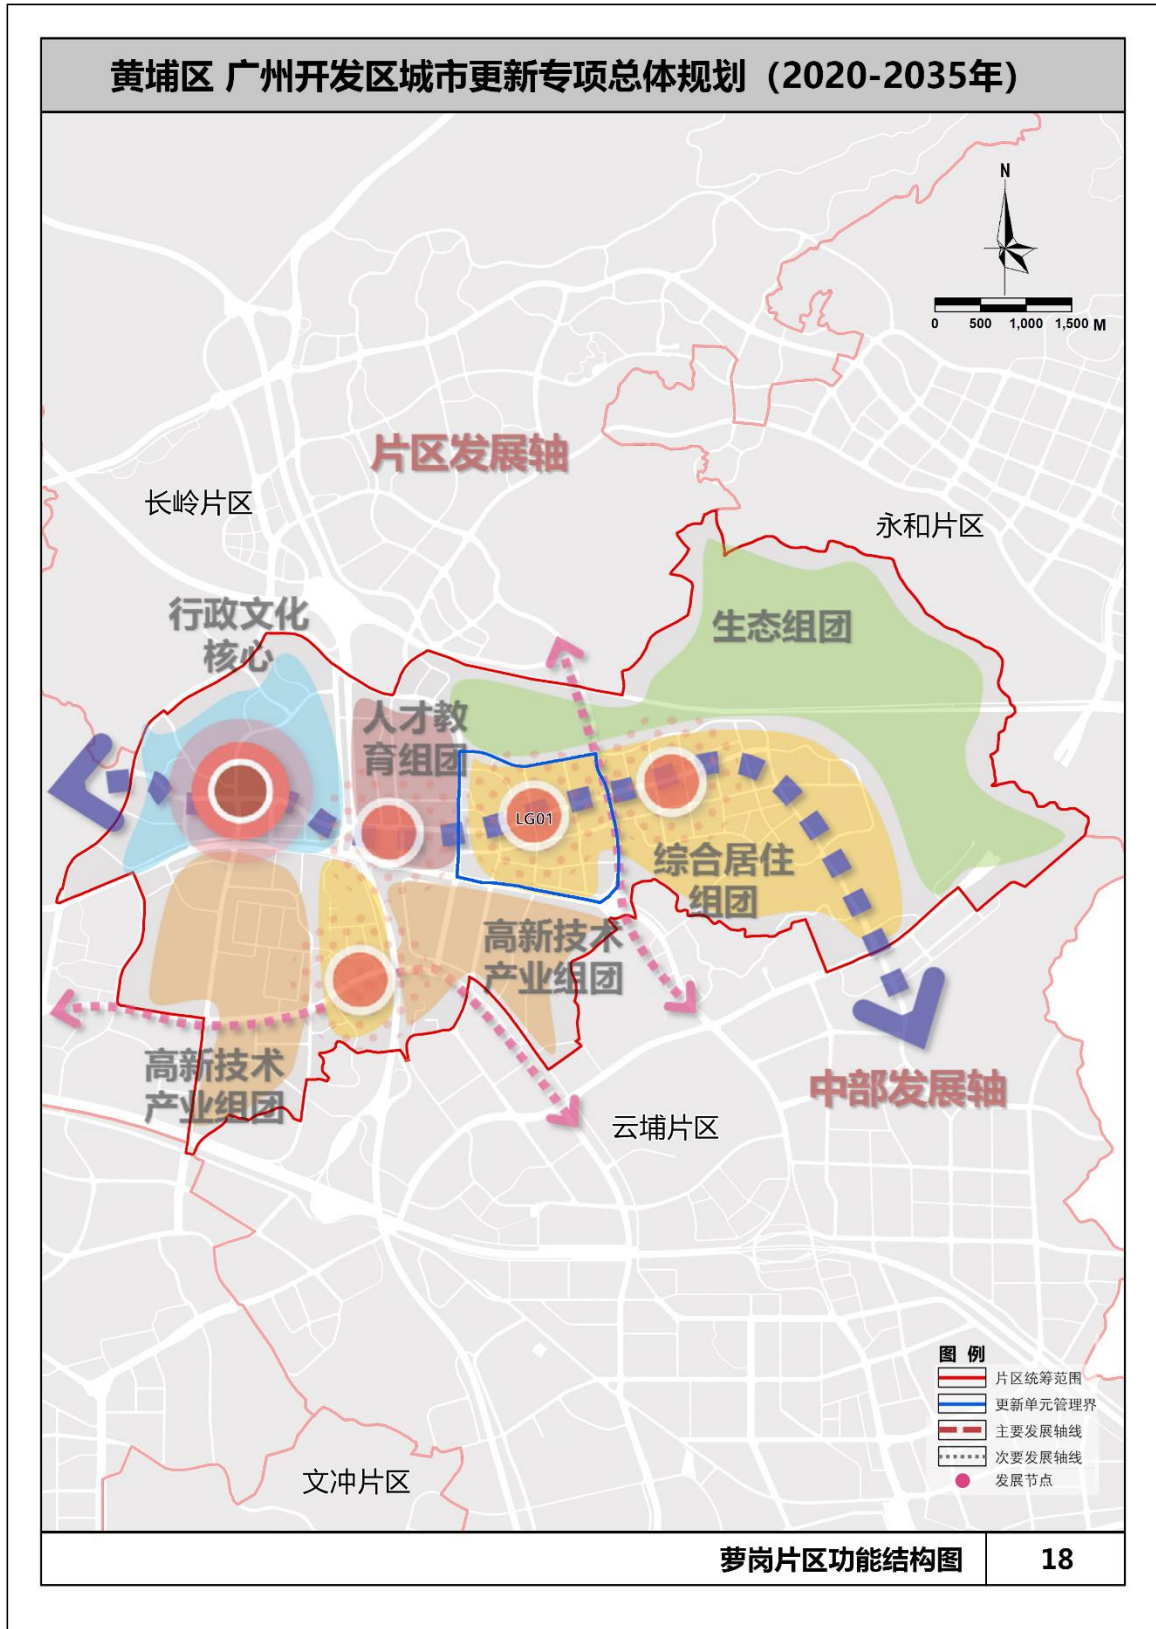 黄埔区 广州开发区城市更新专项总体规划（2020-2035年）
N
0 500 1,000 1,500 M
片区发展轴
长岭片区
永和片区
行政文化
核心
生态组团
人才教
育组团
LG01
综合居住
组团
高新技术
产业组团
高新技术
产业组团
中部发展轴
云埔片区
文冲片区
图 例
片区统筹范围
更新单元管理界
主要发展轴线
次要发展轴线
发展节点
萝岗片区功能结构图
18